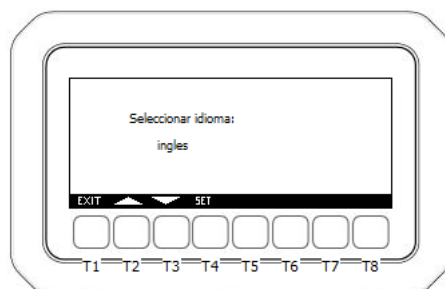 Seleccionar idioma:
ingles
EXIT SET
T1 T2 T3 T4 T5 T6 T7 T8